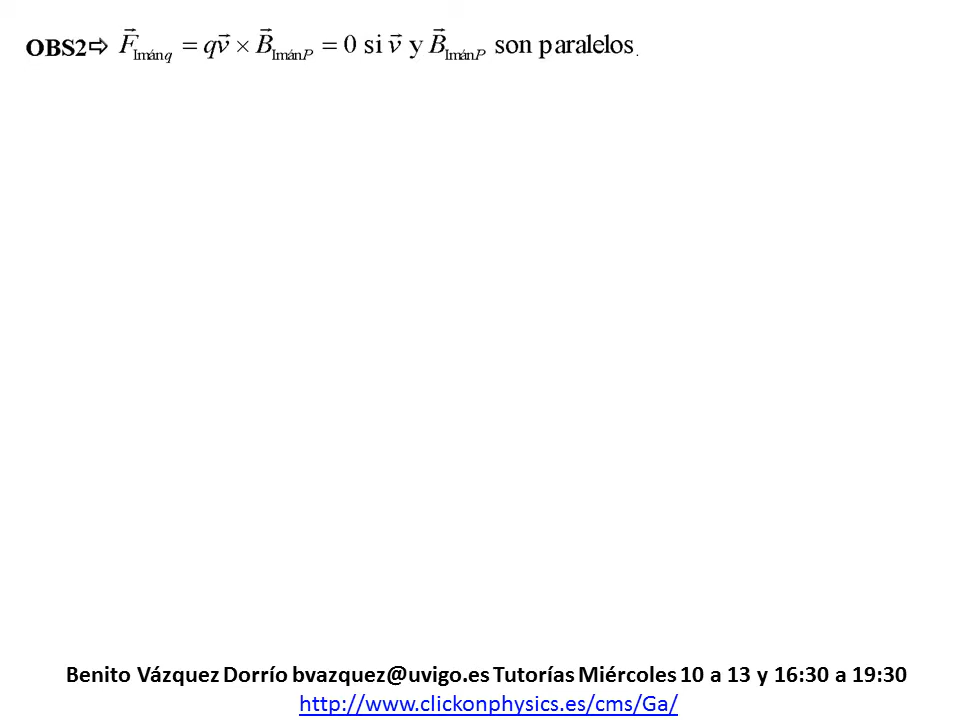 OBS2⇨ F⃗Imánq = qv⃗ × B⃗ImánP = 0 si v⃗ y B⃗ImánP son paralelos.
Benito Vázquez Dorrío bvazquez@uvigo.es Tutorías Miércoles 10 a 13 y 16:30 a 19:30
http://www.clickonphysics.es/cms/Ga/